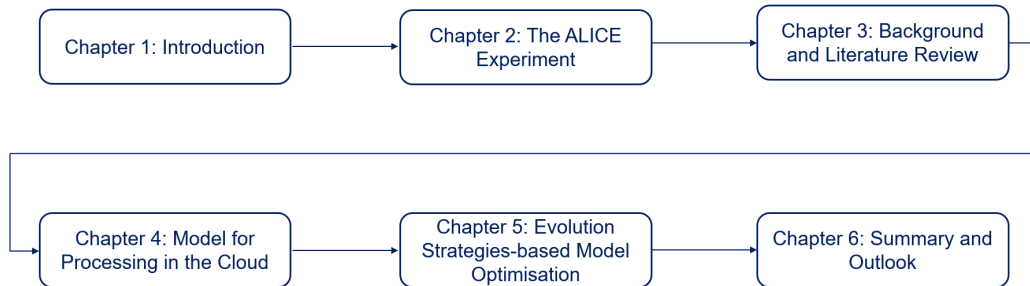 Chapter 1: Introduction
Chapter 2: The ALICE
Experiment
Chapter 3: Background
and Literature Review
Chapter 4: Model for
Processing in the Cloud
Chapter 5: Evolution
Strategies-based Model
Optimisation
Chapter 6: Summary and
Outlook